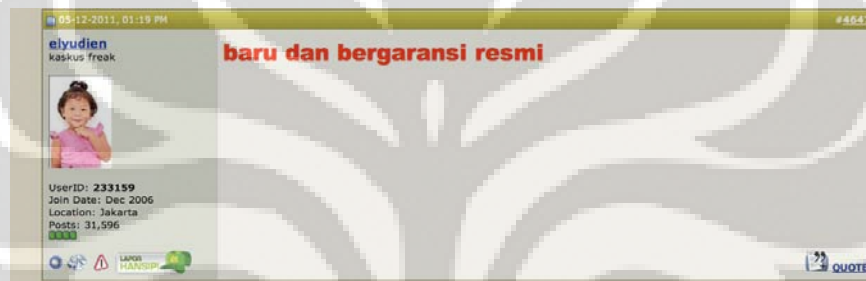 05-12-2011, 01:19 PM #4647
elyudien
kaskus freak
baru dan bergaransi resmi
UserID: 233159
Join Date: Dec 2006
Location: Jakarta
Posts: 31,596
LAPOR HANSIP!
QUOTE